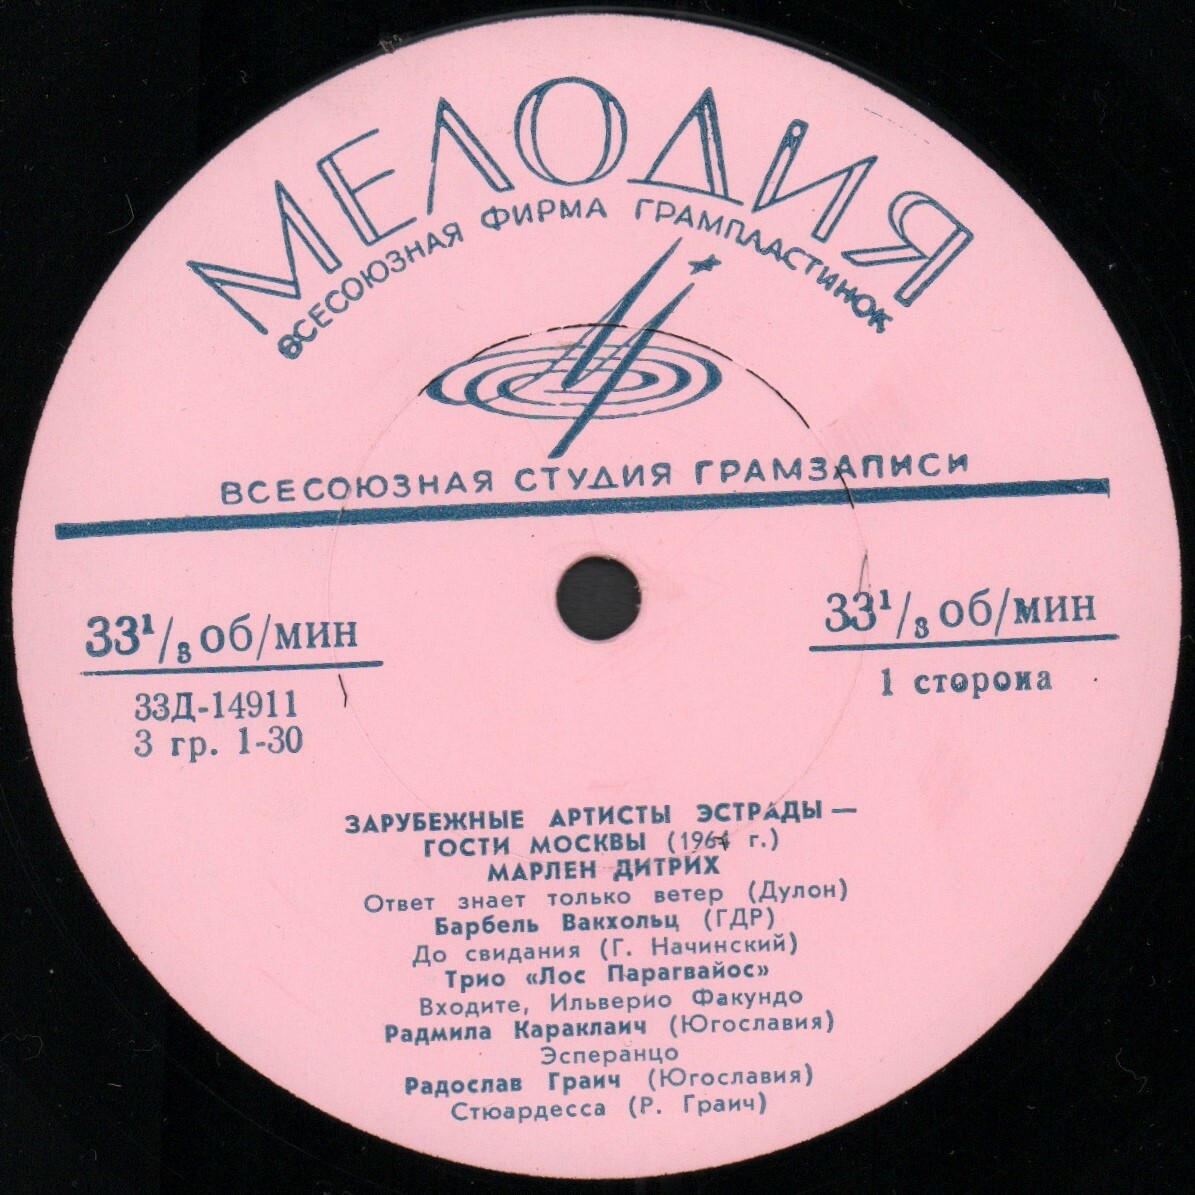 МЕЛОДИЯ
ВСЕСОЮЗНАЯ ФИРМА ГРАМПЛАСТИНОК
ВСЕСОЮЗНАЯ СТУДИЯ ГРАМЗАПИСИ
33¹/₃ об/мин
33Д-14911
3 гр. 1-30
33¹/₃ об/мин
1 сторона
ЗАРУБЕЖНЫЕ АРТИСТЫ ЭСТРАДЫ —
ГОСТИ МОСКВЫ (1964 г.)
МАРЛЕН ДИТРИХ
Ответ знает только ветер (Дулон)
Барбель Вакхольц (ГДР)
До свидания (Г. Начинский)
Трио «Лос Парагвайос»
Входите, Ильверио Факундо
Радмила Караклаич (Югославия)
Эсперанцо
Радослав Граич (Югославия)
Стюардесса (Р. Граич)